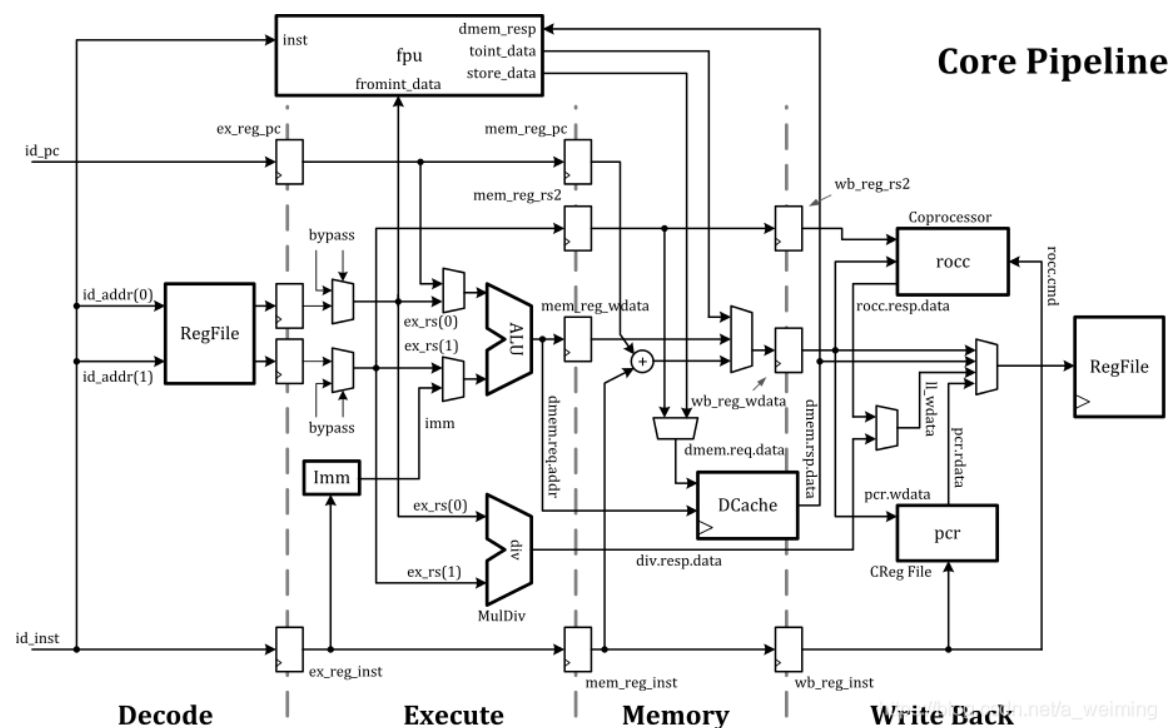 Core Pipeline
inst
fpu
dmem_resp
toint_data
store_data
fromint_data
ex_reg_pc
mem_reg_pc
id_pc
mem_reg_rs2
wb_reg_rs2
Coprocessor
bypass
rocc
rocc.cmd
id_addr(0)
RegFile
id_addr(1)
ex_rs(0)
ex_rs(1)
ALU
mem_reg_wdata
rocc.resp.data
+
RegFile
bypass
imm
wb_reg_wdata
ll_wdata
dmem.req.addr
dmem.req.data
dmem.rsp.data
pcr.rdata
Imm
DCache
pcr.wdata
pcr
CReg File
ex_rs(0)
div
ex_rs(1)
div.resp.data
MulDiv
id_inst
ex_reg_inst
mem_reg_inst
wb_reg_inst
Decode
Execute
Memory
Write Back